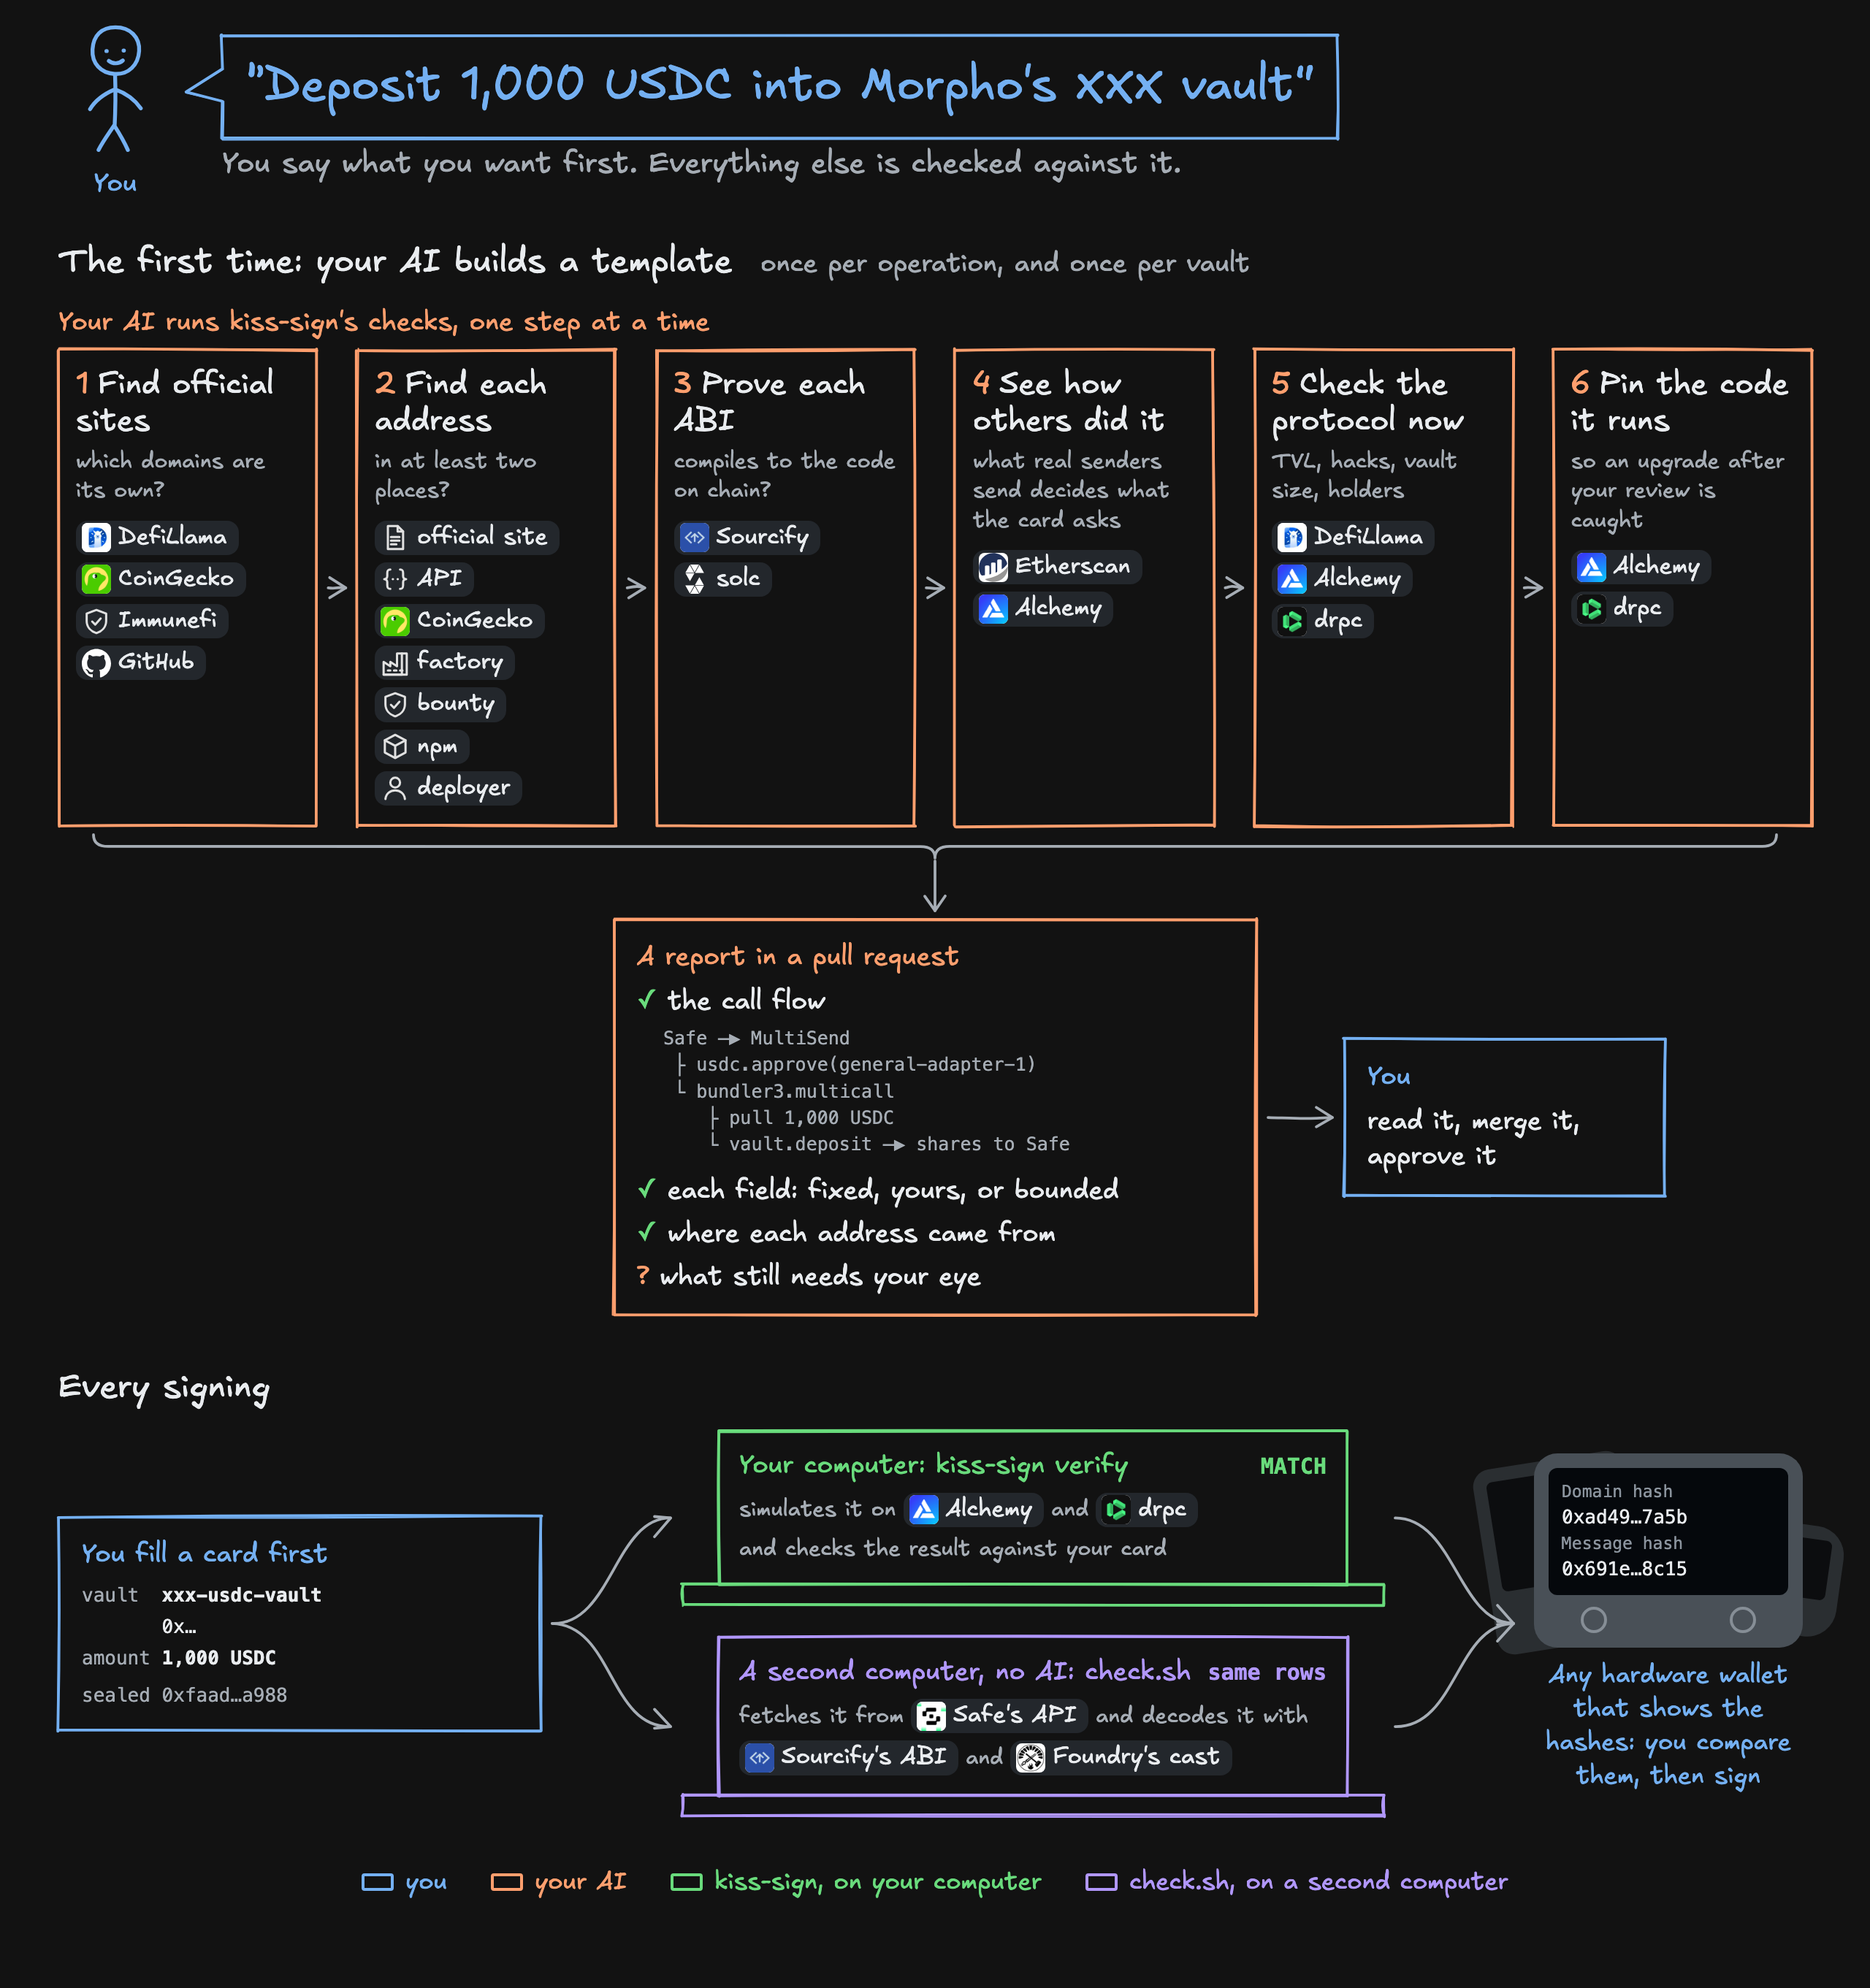 "Deposit 1,000 USDC into Morpho's XXX vault"
You
You say what you want first. Everything else is checked against it.
The first time: your AI builds a template once per operation, and once per vault
Your AI runs kiss-sign's checks, one step at a time
1 Find official
sites
which domains are
its own?
DefiLlama
CoinGecko
Immunefi
GitHub
2 Find each
address
in at least two
places?
official site
API
CoinGecko
factory
bounty
npm
deployer
3 Prove each
ABI
compiles to the code
on chain?
Sourcify
solc
4 See how
others did it
what real senders
send decides what
the card asks
Etherscan
Alchemy
5 Check the
protocol now
TVL, hacks, vault
size, holders
DefiLlama
Alchemy
drpc
6 Pin the code
it runs
so an upgrade after
your review is
caught
Alchemy
drpc
A report in a pull request
✓ the call flow
Safe —▶ MultiSend
├ usdc.approve(general-adapter-1)
└ bundler3.multicall
├ pull 1,000 USDC
└ vault.deposit —▶ shares to Safe
✓ each field: fixed, yours, or bounded
✓ where each address came from
? what still needs your eye
You
read it, merge it,
approve it
Every signing
You fill a card first
vault xxx-usdc-vault
0x…
amount 1,000 USDC
sealed 0xfaad…a988
Your computer: kiss-sign verify MATCH
simulates it on Alchemy and drpc
and checks the result against your card
A second computer, no AI: check.sh same rows
fetches it from Safe's API and decodes it with
Sourcify's ABI and Foundry's cast
Domain hash
0xad49…7a5b
Message hash
0x691e…8c15
Any hardware wallet
that shows the
hashes: you compare
them, then sign
you your AI kiss-sign, on your computer check.sh, on a second computer